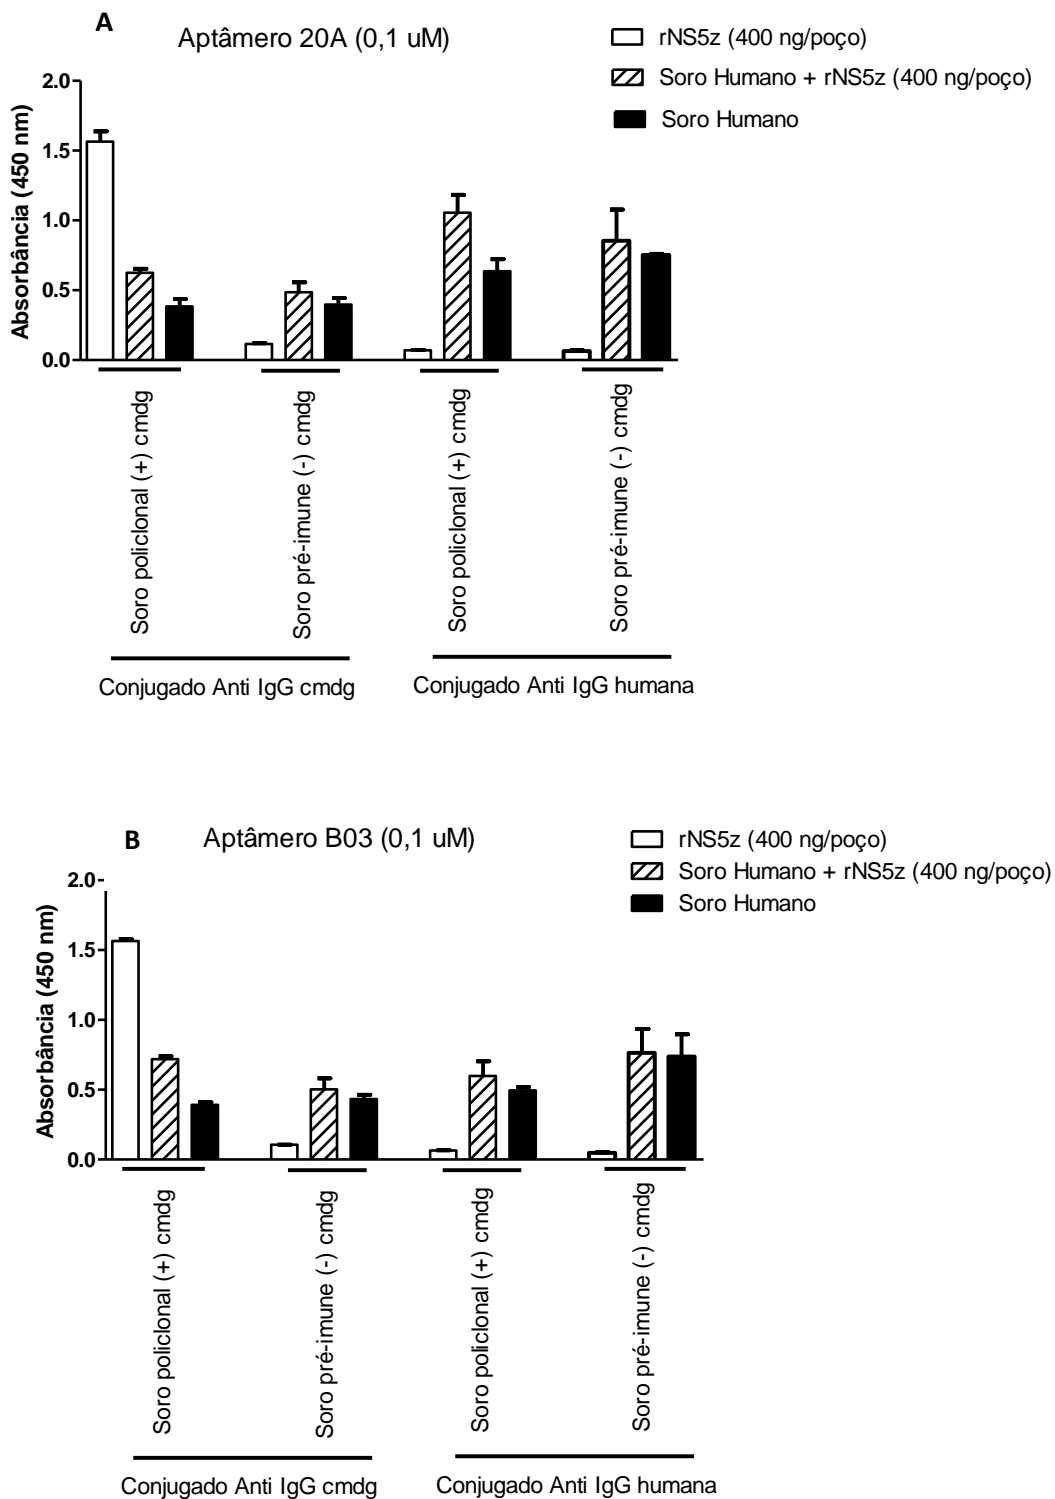 A
Aptâmero 20A (0,1 uM)
rNS5z (400 ng/poço)
Soro Humano + rNS5z (400 ng/poço)
Soro Humano
Absorbância (450 nm)
2.0
1.5
1.0
0.5
0.0
Soro policlonal (+) cmdg
Soro pré-imune (-) cmdg
Soro policlonal (+) cmdg
Soro pré-imune (-) cmdg
Conjugado Anti IgG cmdg
Conjugado Anti IgG humana
B
Aptâmero B03 (0,1 uM)
rNS5z (400 ng/poço)
Soro Humano + rNS5z (400 ng/poço)
Soro Humano
Absorbância (450 nm)
2.0
1.5
1.0
0.5
0.0
Soro policlonal (+) cmdg
Soro pré-imune (-) cmdg
Soro policlonal (+) cmdg
Soro pré-imune (-) cmdg
Conjugado Anti IgG cmdg
Conjugado Anti IgG humana